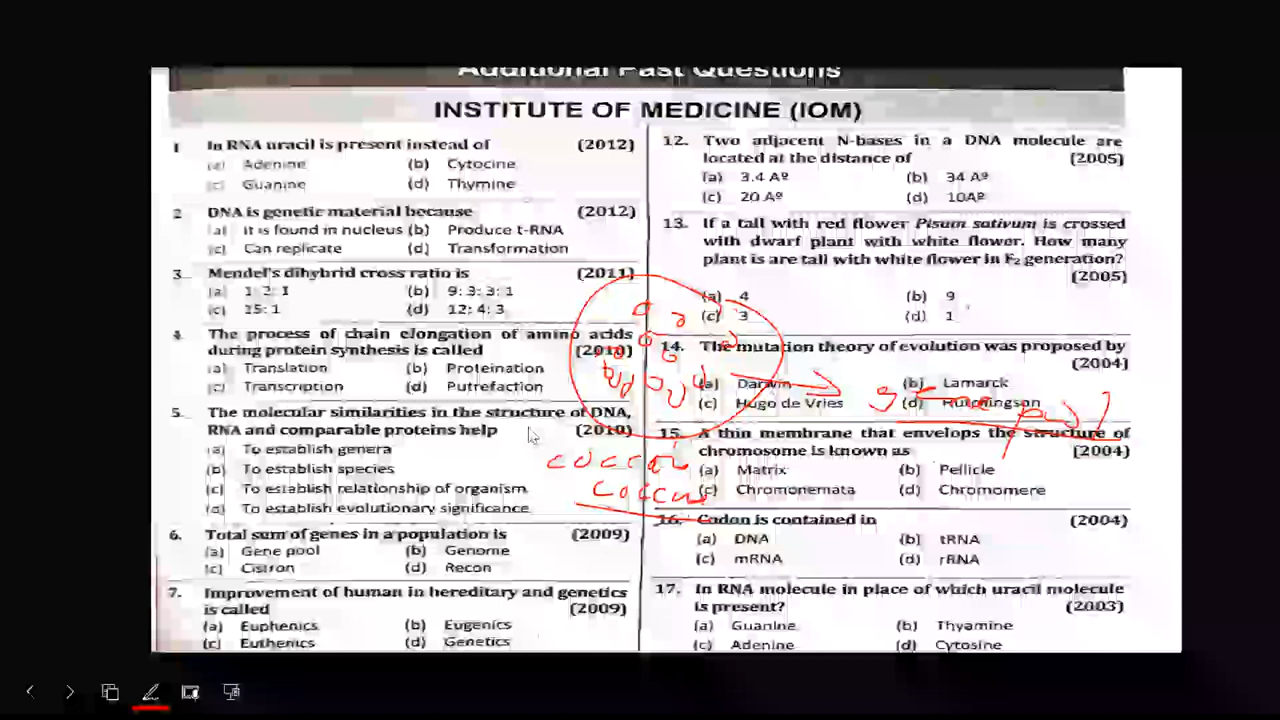 Additional Past Questions
INSTITUTE OF MEDICINE (IOM)
1 In RNA uracil is present instead of (2012)
(a) Adenine (b) Cytocine
(c) Guanine (d) Thymine
2 DNA is genetic material because (2012)
(a) It is found in nucleus (b) Produce t-RNA
(c) Can replicate (d) Transformation
3 Mendel's dihybrid cross ratio is (2011)
(a) 1: 2: 1 (b) 9: 3: 3: 1
(c) 15: 1 (d) 12: 4: 3
4. The process of chain elongation of amino acids
during protein synthesis is called (2010)
(a) Translation (b) Proteination
(c) Transcription (d) Putrefaction
5. The molecular similarities in the structure of DNA,
RNA and comparable proteins help (2010)
(a) To establish genera
(b) To establish species
(c) To establish relationship of organism
(d) To establish evolutionary significance
6. Total sum of genes in a population is (2009)
(a) Gene pool (b) Genome
(c) Cistron (d) Recon
7. Improvement of human in hereditary and genetics
is called (2009)
(a) Euphenics (b) Eugenics
(c) Euthenics (d) Genetics
12. Two adjacent N-bases in a DNA molecule are
located at the distance of (2005)
(a) 3.4 Aº (b) 34 Aº
(c) 20 Aº (d) 10Aº
13. If a tall with red flower Pisum sativum is crossed
with dwarf plant with white flower. How many
plant is are tall with white flower in F₂ generation?
(2005)
(a) 4 (b) 9
(c) 3 (d) 1
14. The mutation theory of evolution was proposed by
(2004)
(a) Darwin (b) Lamarck
(c) Hugo de Vries (d) Hutchingson
15. A thin membrane that envelops the structure of
chromosome is known as (2004)
(a) Matrix (b) Pellicle
(c) Chromonemata (d) Chromomere
16. Codon is contained in (2004)
(a) DNA (b) tRNA
(c) mRNA (d) rRNA
17. In RNA molecule in place of which uracil molecule
is present? (2003)
(a) Guanine (b) Thyamine
(c) Adenine (d) Cytosine